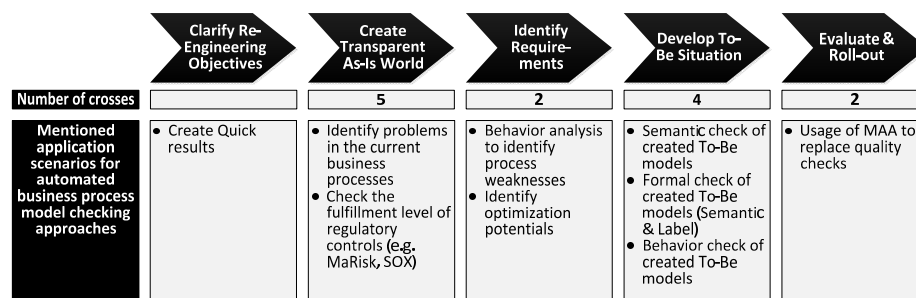 Clarify Re-
Engineering
Objectives
Create
Transparent
As-Is World
Identify
Require-
ments
Develop To-
Be Situation
Evaluate &
Roll-out
Number of crosses
5
2
4
2
Mentioned
application
scenarios for
automated
business process
model checking
approaches
• Create Quick
results
• Identify problems
in the current
business
processes
• Check the
fulfillment level of
regulatory
controls (e.g.
MaRisk, SOX)
• Behavior analysis
to identify
process
weaknesses
• Identify
optimization
potentials
• Semantic check of
created To-Be
models
• Formal check of
created To-Be
models (Semantic
& Label)
• Behavior check of
created To-Be
models
• Usage of MAA to
replace quality
checks